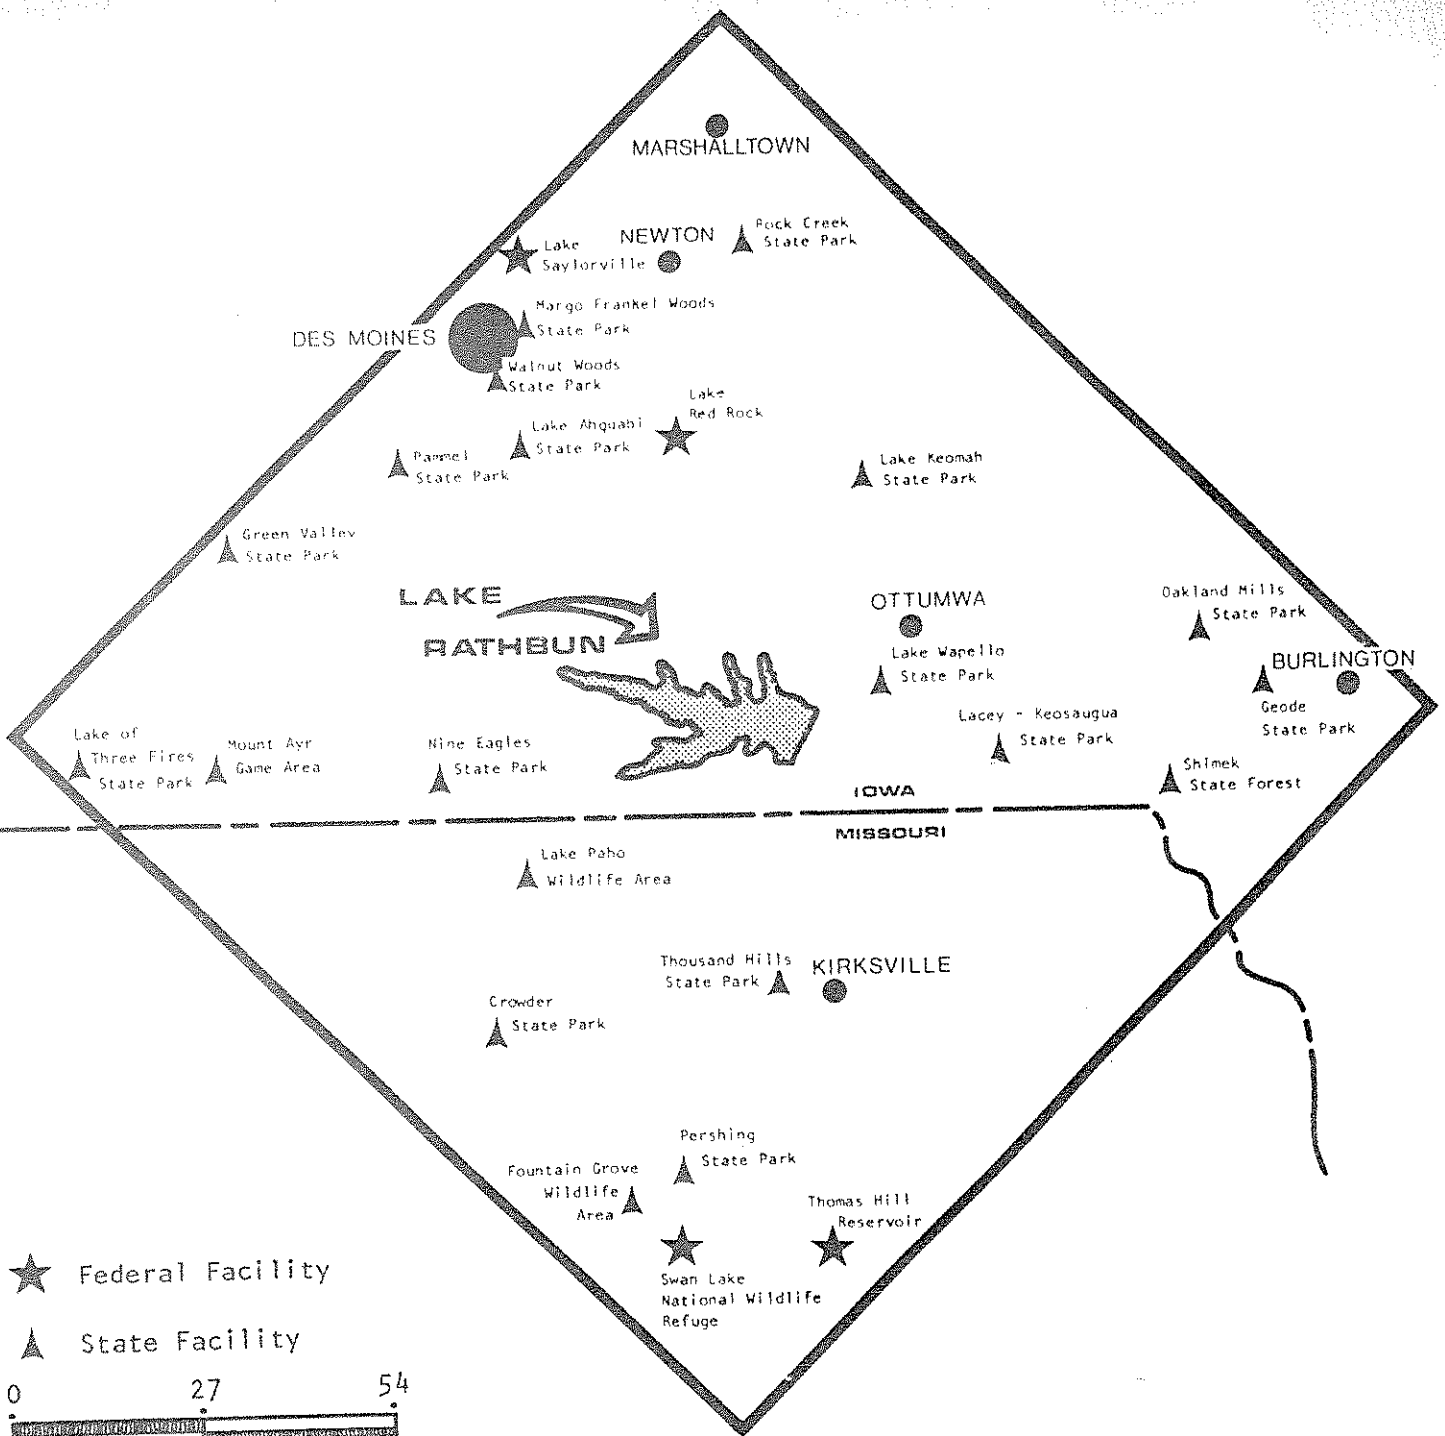 MARSHALLTOWN
Rock Creek
State Park
NEWTON
Lake
Saylorville
Margo Frankel Woods
State Park
DES MOINES
Walnut Woods
State Park
Lake
Red Rock
Lake Ahquabi
State Park
Pammel
State Park
Lake Keomah
State Park
Green Valley
State Park
LAKE
RATHBUN
OTTUMWA
Oakland Mills
State Park
Lake Wapello
State Park
BURLINGTON
Geode
State Park
Lacey - Keosaugua
State Park
Lake of
Three Fires
State Park
Mount Ayr
Game Area
Nine Eagles
State Park
Shimek
State Forest
IOWA
MISSOURI
Lake Paho
Wildlife Area
Thousand Hills
State Park
KIRKSVILLE
Crowder
State Park
Pershing
State Park
Fountain Grove
Wildlife
Area
Thomas Hill
Reservoir
Swan Lake
National Wildlife
Refuge
Federal Facility
State Facility
0 27 54